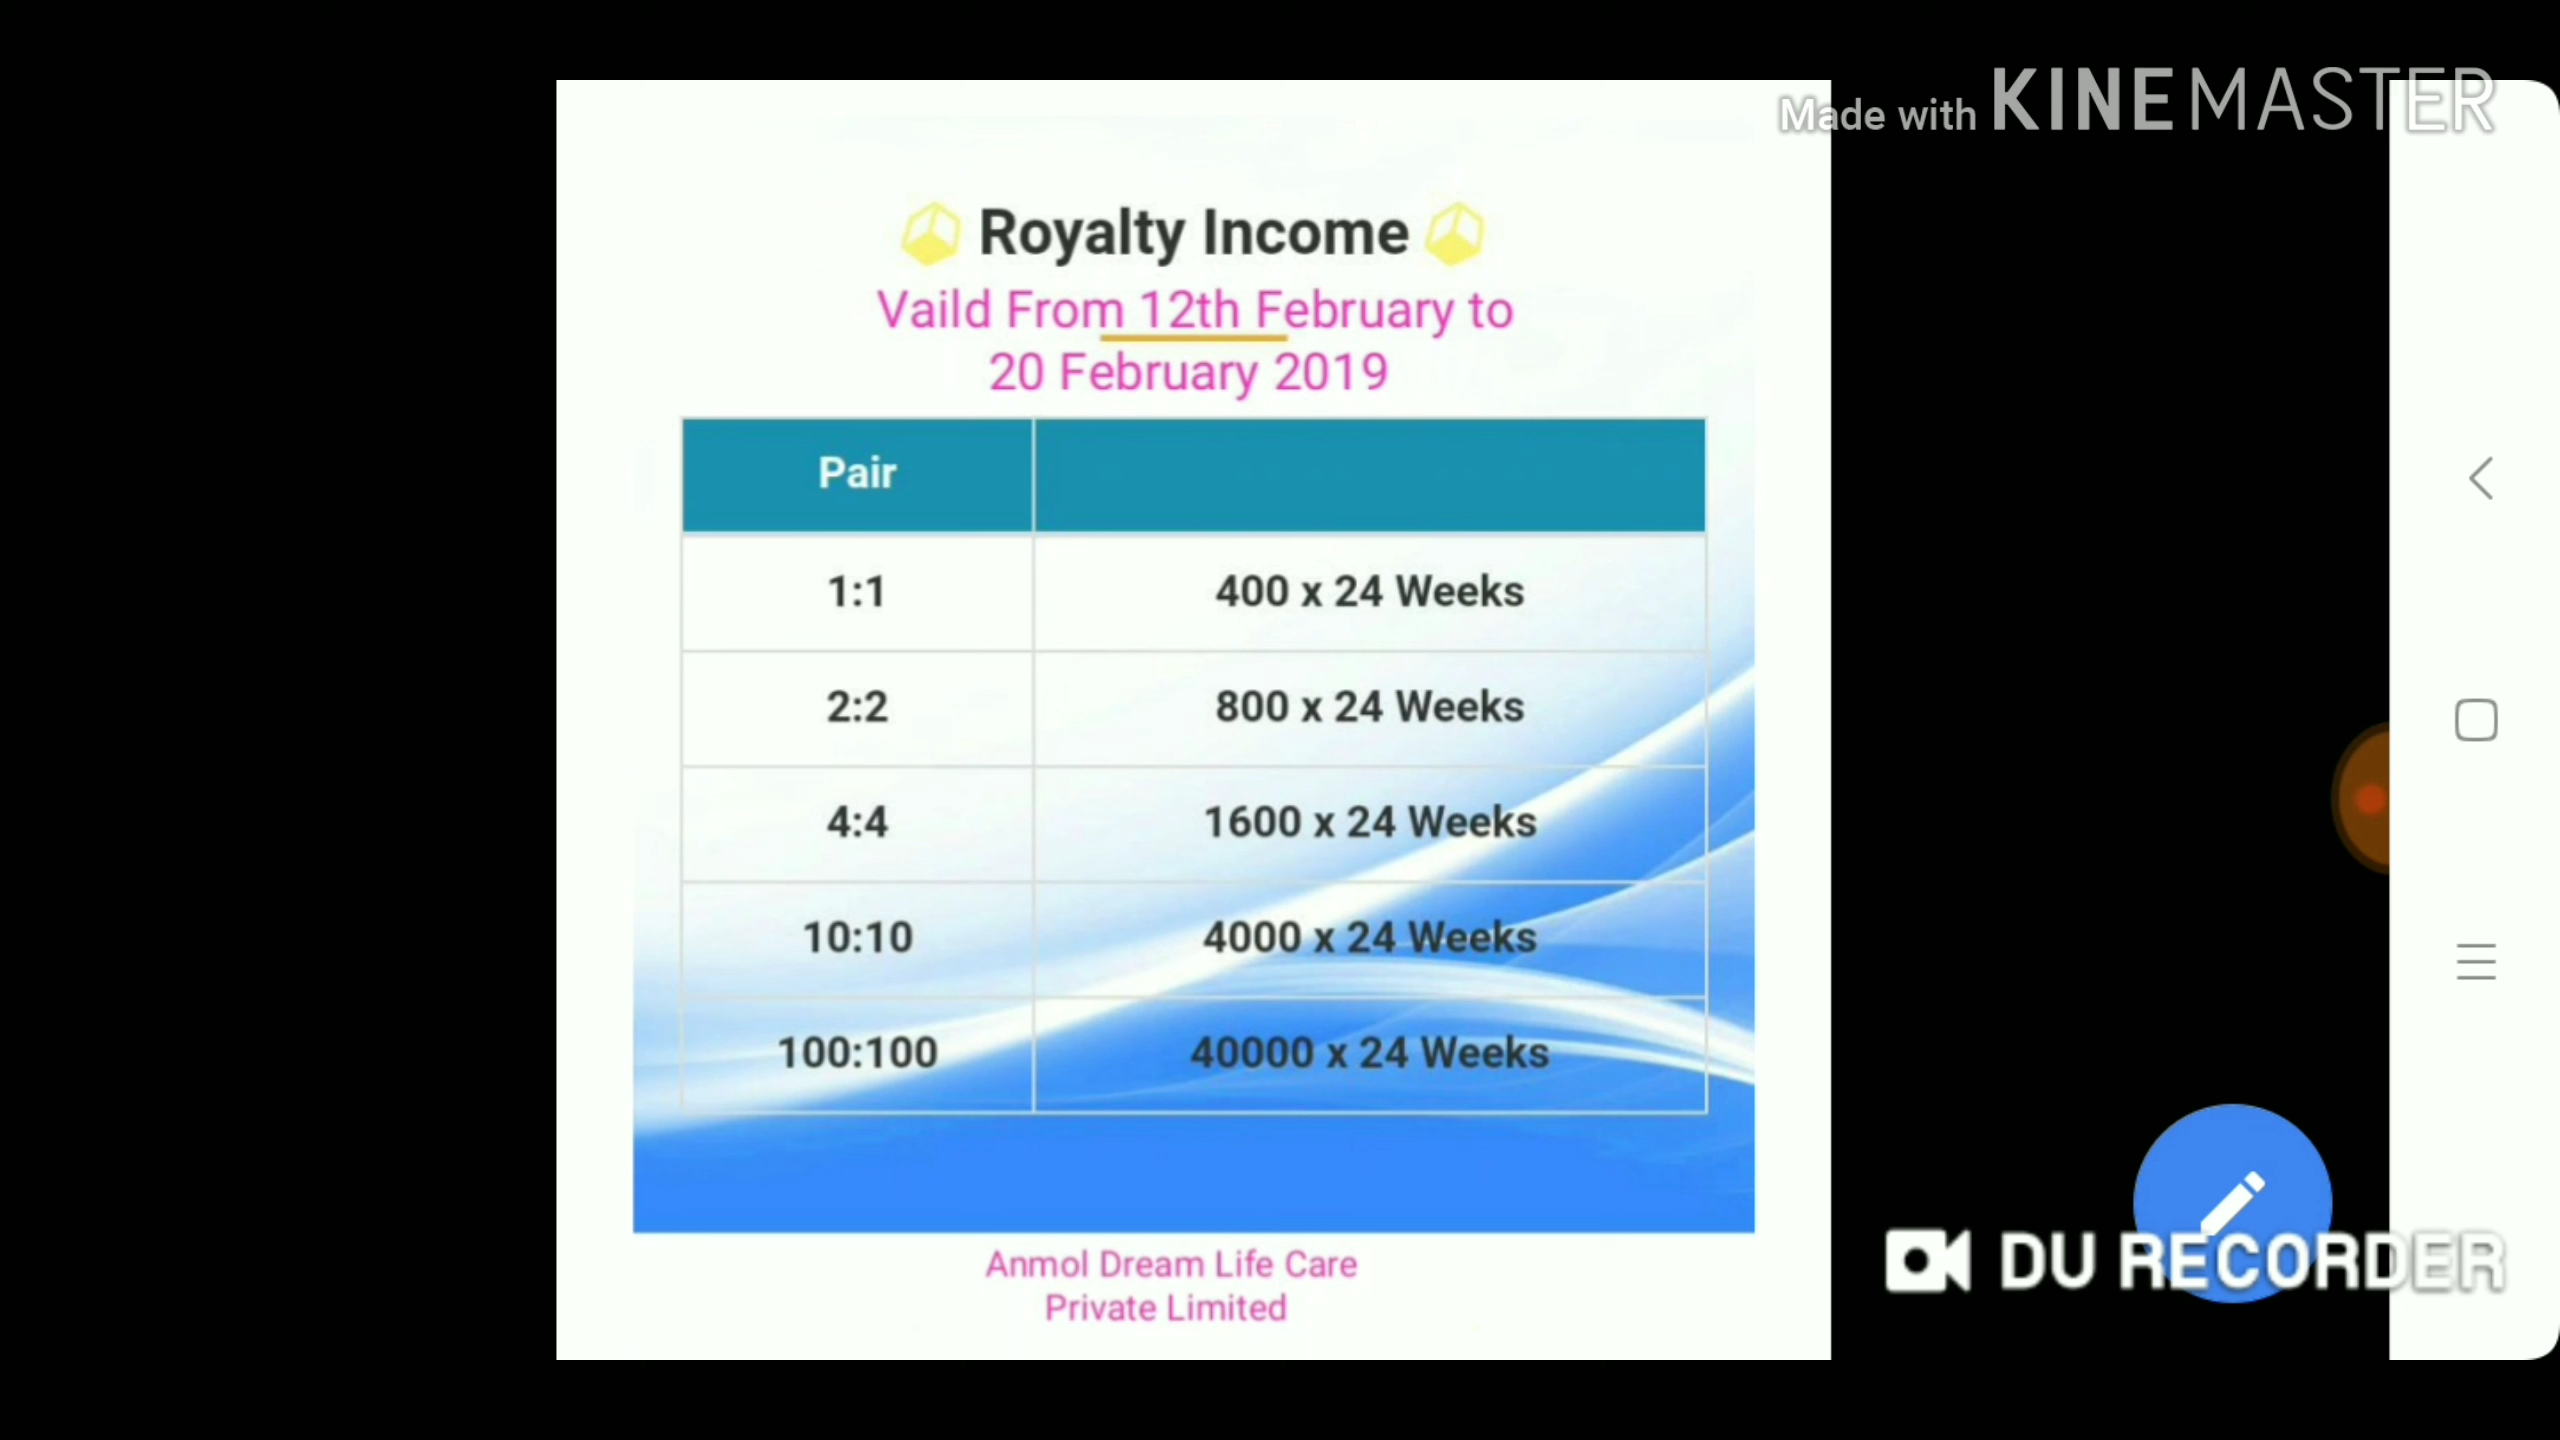 Made with KINEMASTER
Royalty Income
Vaild From 12th February to
20 February 2019
Pair
1:1 400 x 24 Weeks
2:2 800 x 24 Weeks
4:4 1600 x 24 Weeks
10:10 4000 x 24 Weeks
100:100 40000 x 24 Weeks
Anmol Dream Life Care
Private Limited
DU RECORDER